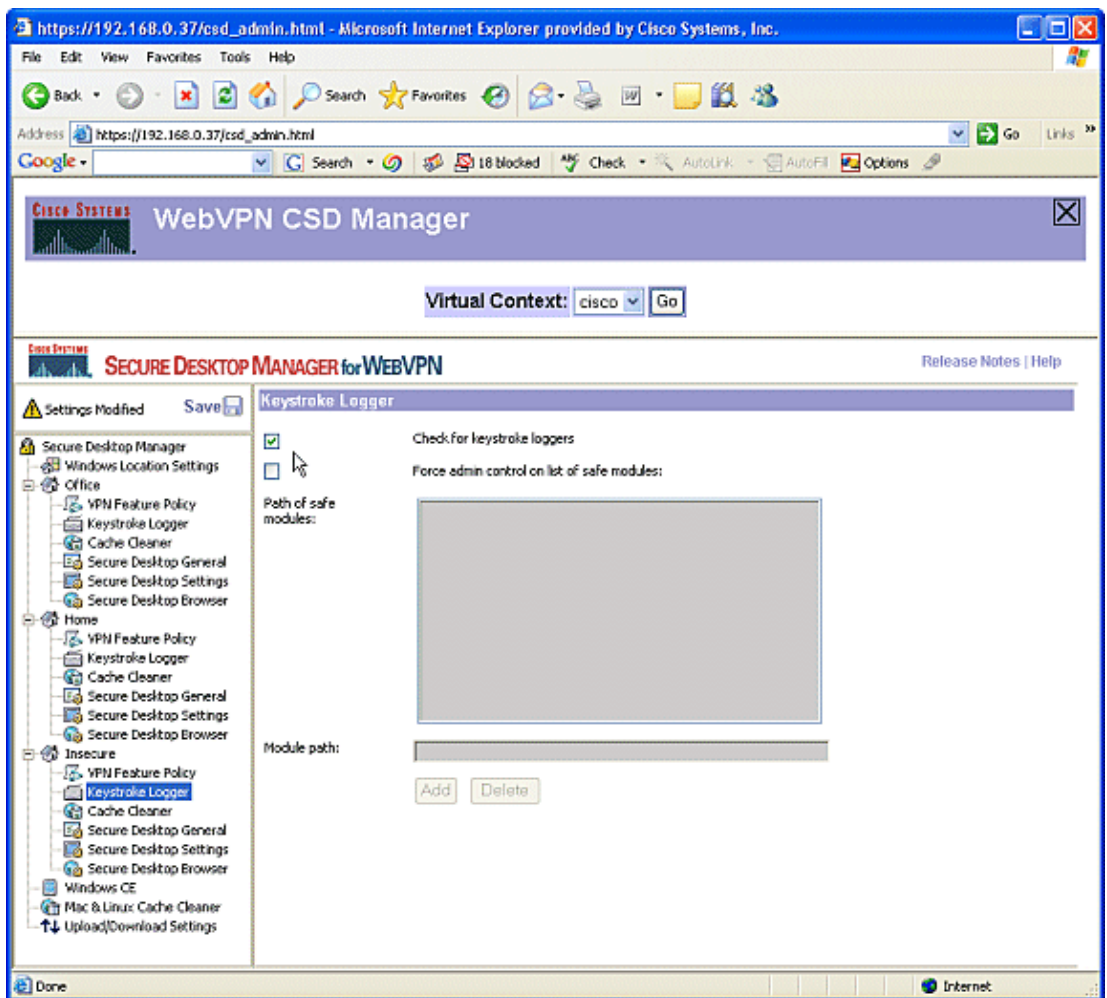 https://192.168.0.37/csd_admin.html - Microsoft Internet Explorer provided by Cisco Systems, Inc.
File Edit View Favorites Tools Help
Back Search Favorites
Address https://192.168.0.37/csd_admin.html Go Links »
Google Search 18 blocked Check AutoLink AutoFill Options
CISCO SYSTEMS WebVPN CSD Manager
Virtual Context: cisco Go
CISCO SYSTEMS SECURE DESKTOP MANAGER for WEBVPN Release Notes | Help
Settings Modified Save
Keystroke Logger
Secure Desktop Manager
Windows Location Settings
Office
VPN Feature Policy
Keystroke Logger
Cache Cleaner
Secure Desktop General
Secure Desktop Settings
Secure Desktop Browser
Home
VPN Feature Policy
Keystroke Logger
Cache Cleaner
Secure Desktop General
Secure Desktop Settings
Secure Desktop Browser
Insecure
VPN Feature Policy
Keystroke Logger
Cache Cleaner
Secure Desktop General
Secure Desktop Settings
Secure Desktop Browser
Windows CE
Mac & Linux Cache Cleaner
Upload/Download Settings
Check for keystroke loggers
Force admin control on list of safe modules:
Path of safe
modules:
Module path:
Add Delete
Done Internet